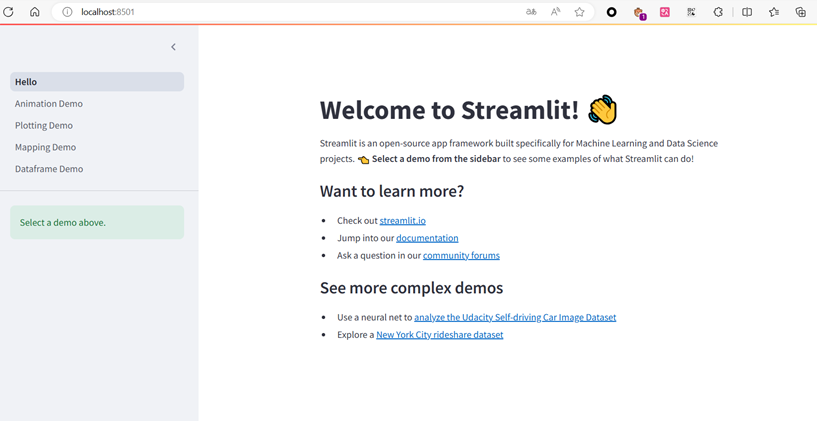 localhost:8501
1
Hello
Animation Demo
Plotting Demo
Mapping Demo
Dataframe Demo
Select a demo above.
Welcome to Streamlit! 👋
Streamlit is an open-source app framework built specifically for Machine Learning and Data Science
projects. 👈 Select a demo from the sidebar to see some examples of what Streamlit can do!
Want to learn more?
• Check out streamlit.io
• Jump into our documentation
• Ask a question in our community forums
See more complex demos
• Use a neural net to analyze the Udacity Self-driving Car Image Dataset
• Explore a New York City rideshare dataset